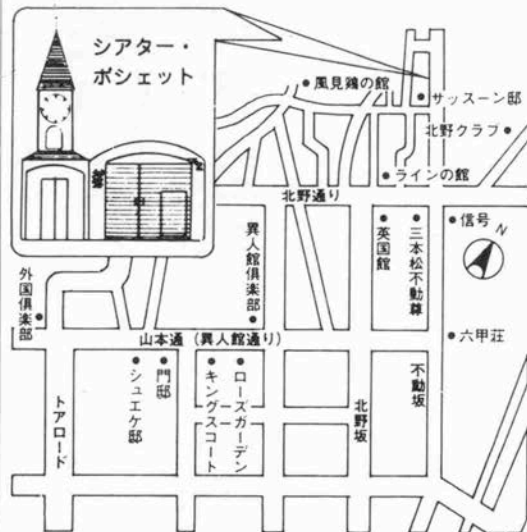 シアター・
ポシェット
風見鶏の館
サッスーン邸
北野クラブ
ラインの館
北野通り
信号
N
異人館倶楽部
英国館
三本松不動尊
外国倶楽部
山本通（異人館通り）
六甲荘
シュエケ邸
門邸
キングスコート
ローズガーデン
トアロード
北野坂
不動坂